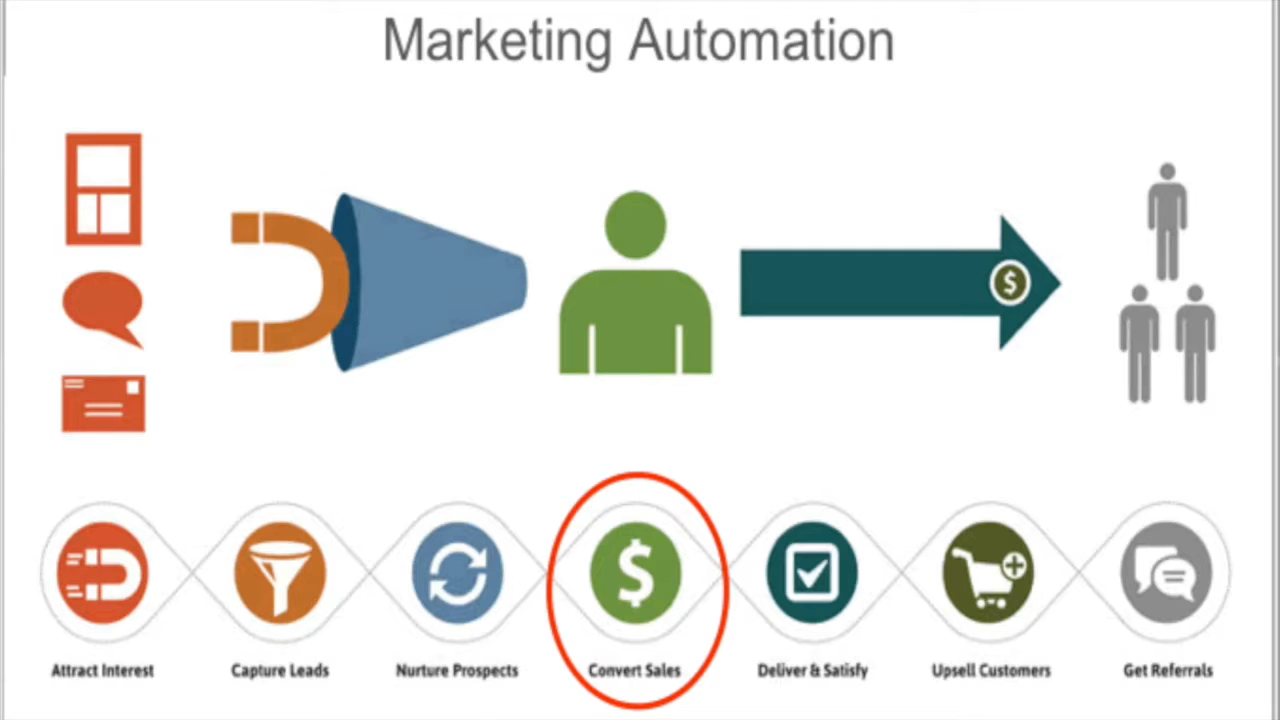 Marketing Automation
$
$
Attract Interest
Capture Leads
Nurture Prospects
Convert Sales
Deliver & Satisfy
Upsell Customers
Get Referrals